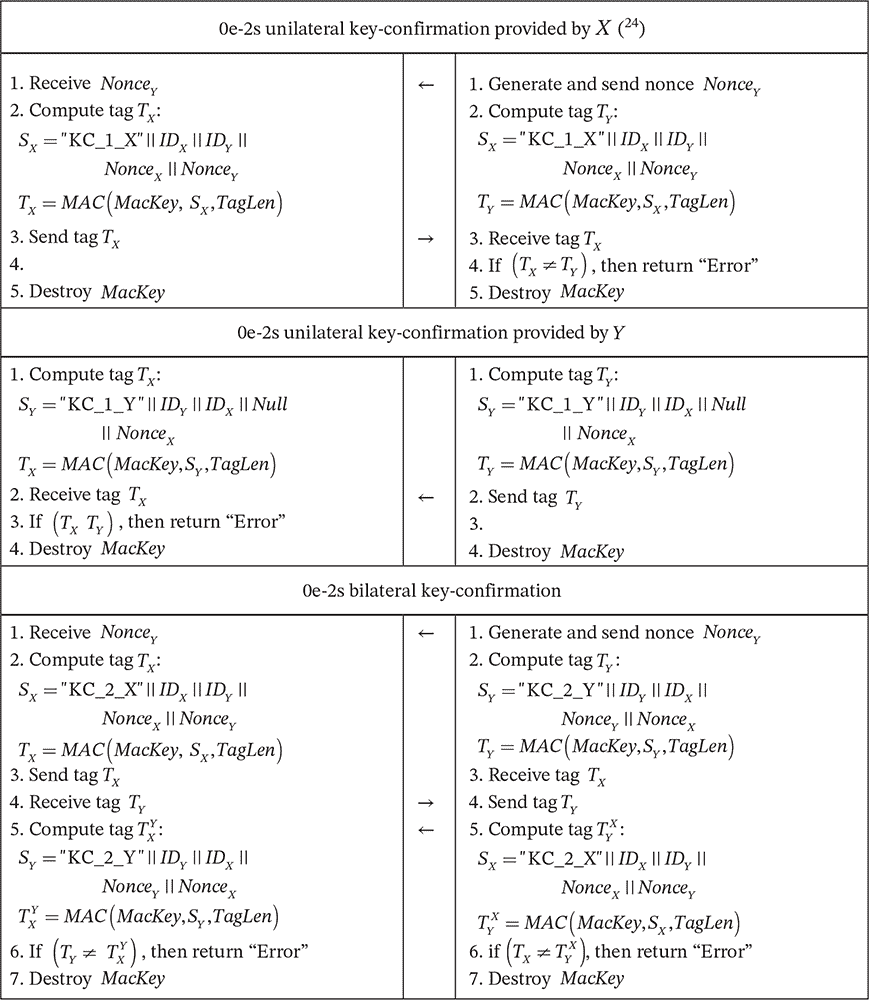 0e-2s unilateral key-confirmation provided by X (24)
1. Receive Nonce_Y
2. Compute tag T_X:
S_X = "KC_1_X" || ID_X || ID_Y ||
Nonce_X || Nonce_Y
T_X = MAC(MacKey, S_X,TagLen)
3. Send tag T_X
4.
5. Destroy MacKey
←
→
1. Generate and send nonce Nonce_Y
2. Compute tag T_Y:
S_X = "KC_1_X" || ID_X || ID_Y ||
Nonce_X || Nonce_Y
T_Y = MAC(MacKey,S_X,TagLen)
3. Receive tag T_X
4. If (T_X ≠ T_Y), then return “Error”
5. Destroy MacKey
0e-2s unilateral key-confirmation provided by Y
1. Compute tag T_X:
S_Y = "KC_1_Y" || ID_Y || ID_X || Null
|| Nonce_X
T_X = MAC(MacKey,S_Y,TagLen)
2. Receive tag T_X
3. If (T_X T_Y), then return “Error”
4. Destroy MacKey
←
1. Compute tag T_Y:
S_Y = "KC_1_Y" || ID_Y || ID_X || Null
|| Nonce_X
T_Y = MAC(MacKey,S_Y,TagLen)
2. Send tag T_Y
3.
4. Destroy MacKey
0e-2s bilateral key-confirmation
1. Receive Nonce_Y
2. Compute tag T_X:
S_X = "KC_2_X" || ID_X || ID_Y ||
Nonce_X || Nonce_Y
T_X = MAC(MacKey, S_X,TagLen)
3. Send tag T_X
4. Receive tag T_Y
5. Compute tag T_X^Y:
S_Y = "KC_2_Y" || ID_Y || ID_X ||
Nonce_Y || Nonce_X
T_X^Y = MAC(MacKey,S_Y,TagLen)
6. If (T_Y ≠ T_X^Y), then return “Error”
7. Destroy MacKey
←
→
←
1. Generate and send nonce Nonce_Y
2. Compute tag T_Y:
S_Y = "KC_2_Y" || ID_Y || ID_X ||
Nonce_Y || Nonce_X
T_Y = MAC(MacKey,S_Y,TagLen)
3. Receive tag T_X
4. Send tag T_Y
5. Compute tag T_Y^X:
S_X = "KC_2_X" || ID_X || ID_Y ||
Nonce_X || Nonce_Y
T_Y^X = MAC(MacKey,S_X,TagLen)
6. if (T_X ≠ T_Y^X), then return “Error”
7. Destroy MacKey